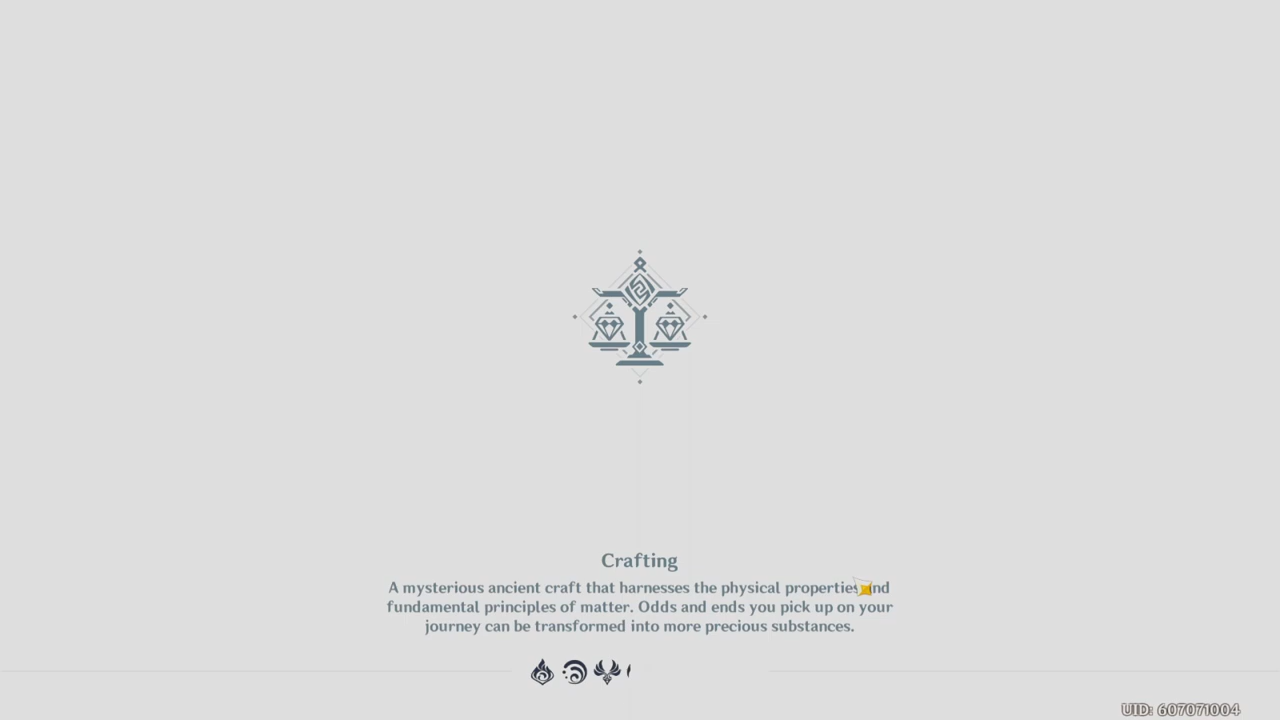 Crafting
A mysterious ancient craft that harnesses the physical properties and
fundamental principles of matter. Odds and ends you pick up on your
journey can be transformed into more precious substances.
UID: 607071004